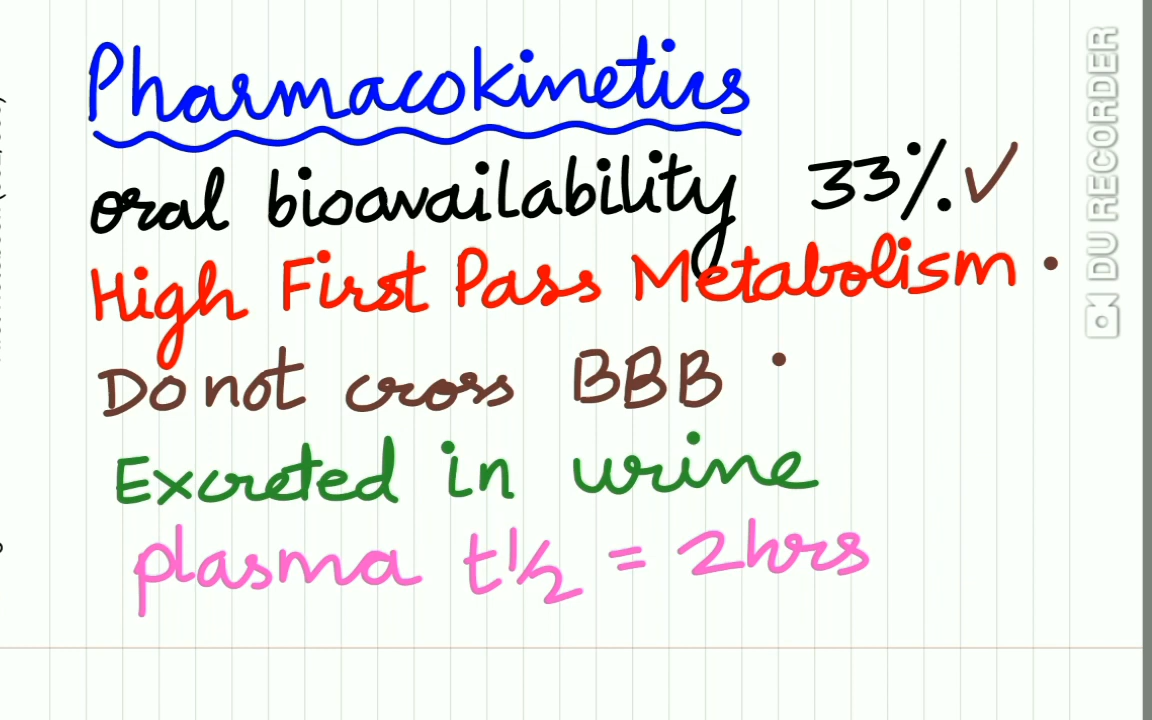 Pharmacokinetics
oral bioavailability 33%. ✓
High First Pass Metabolism .
Do not cross BBB .
Excreted in urine
plasma t1/2 = 2hrs
DU RECORDER